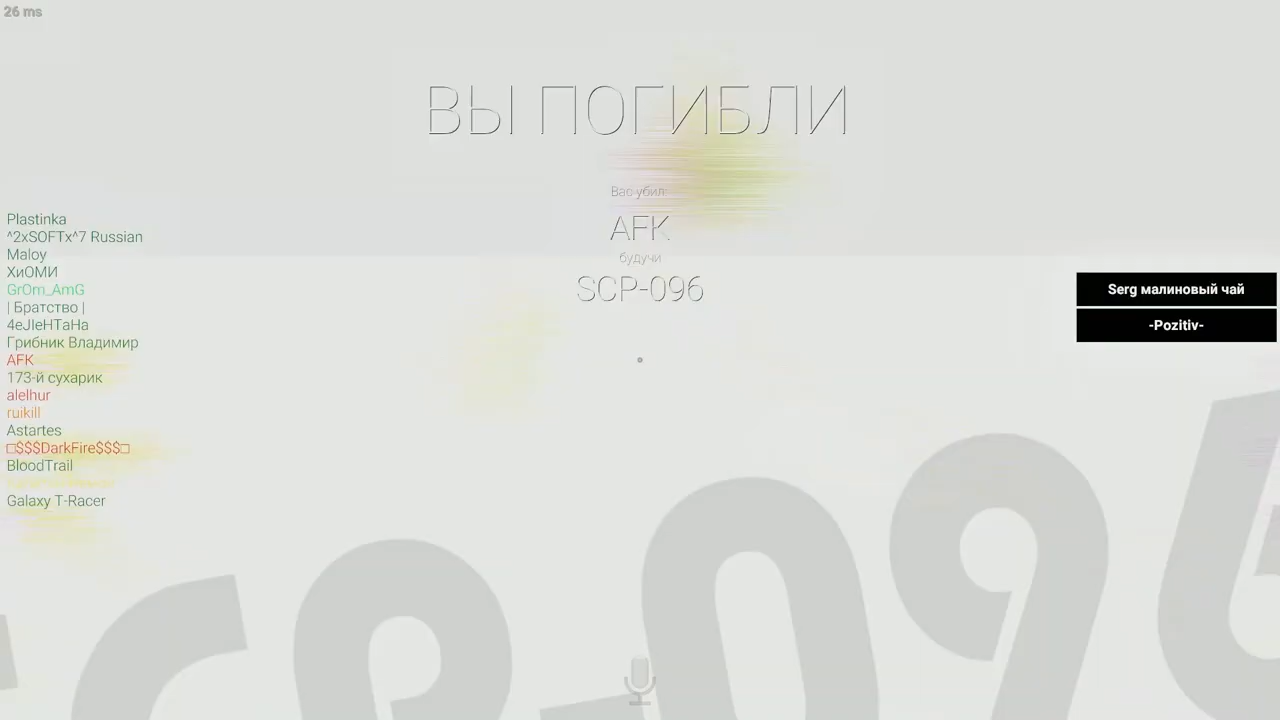 26 ms
ВЫ ПОГИБЛИ
Вас убил:
AFK
будучи
SCP-096
Plastinka
^2xSOFTx^7 Russian
Maloy
ХиОМИ
GrOm_AmG
| Братство |
4eJIeHTaHa
Грибник Владимир
AFK
173-й сухарик
alelhur
ruikill
Astartes
□$$$DarkFire$$$□
BloodTrail
Galaxy T-Racer
Serg малиновый чай
-Pozitiv-
SCP-096